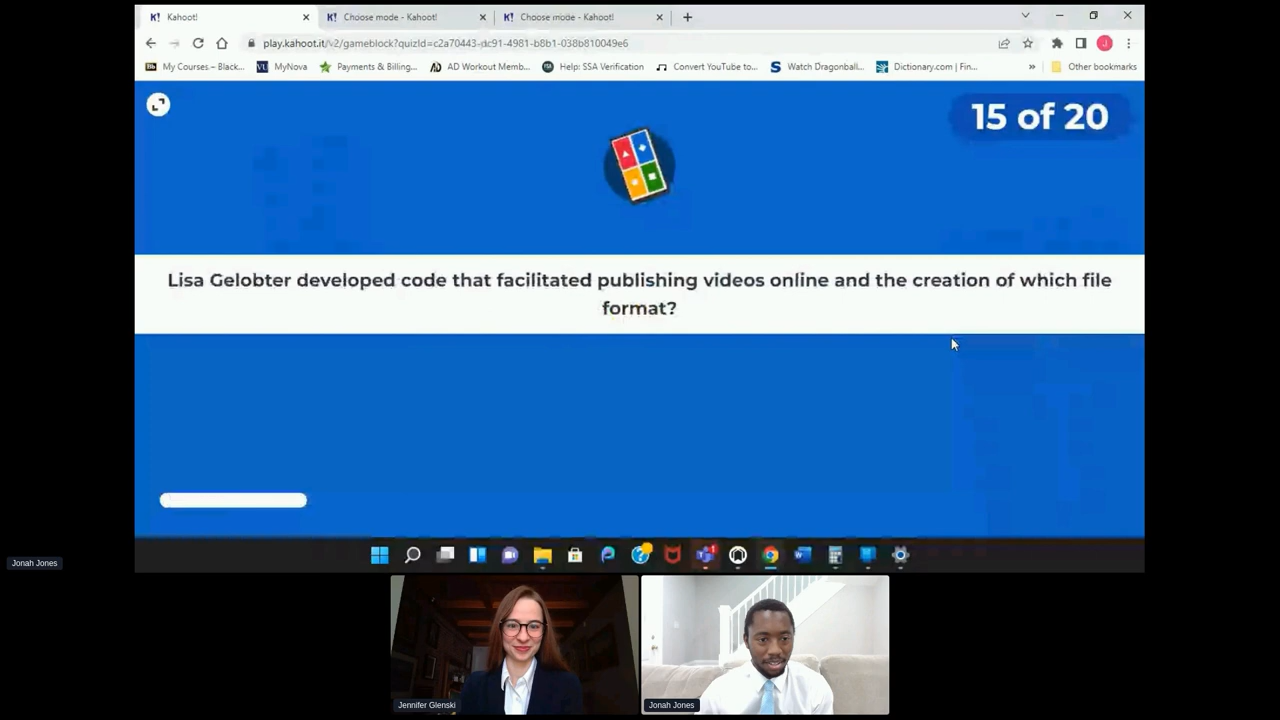 Kahoot!
Choose mode - Kahoot!
Choose mode - Kahoot!
play.kahoot.it/v2/gameblock?quizId=c2a70443-dc91-4981-b8b1-038b810049e6
J
Bb My Courses – Black...
VU MyNova
Payments & Billing...
AD Workout Memb...
Help: SSA Verification
Convert YouTube to...
S Watch Dragonball...
Dictionary.com | Fin...
»
Other bookmarks
15 of 20
Lisa Gelobter developed code that facilitated publishing videos online and the creation of which file
format?
Jonah Jones
Jennifer Glenski
Jonah Jones